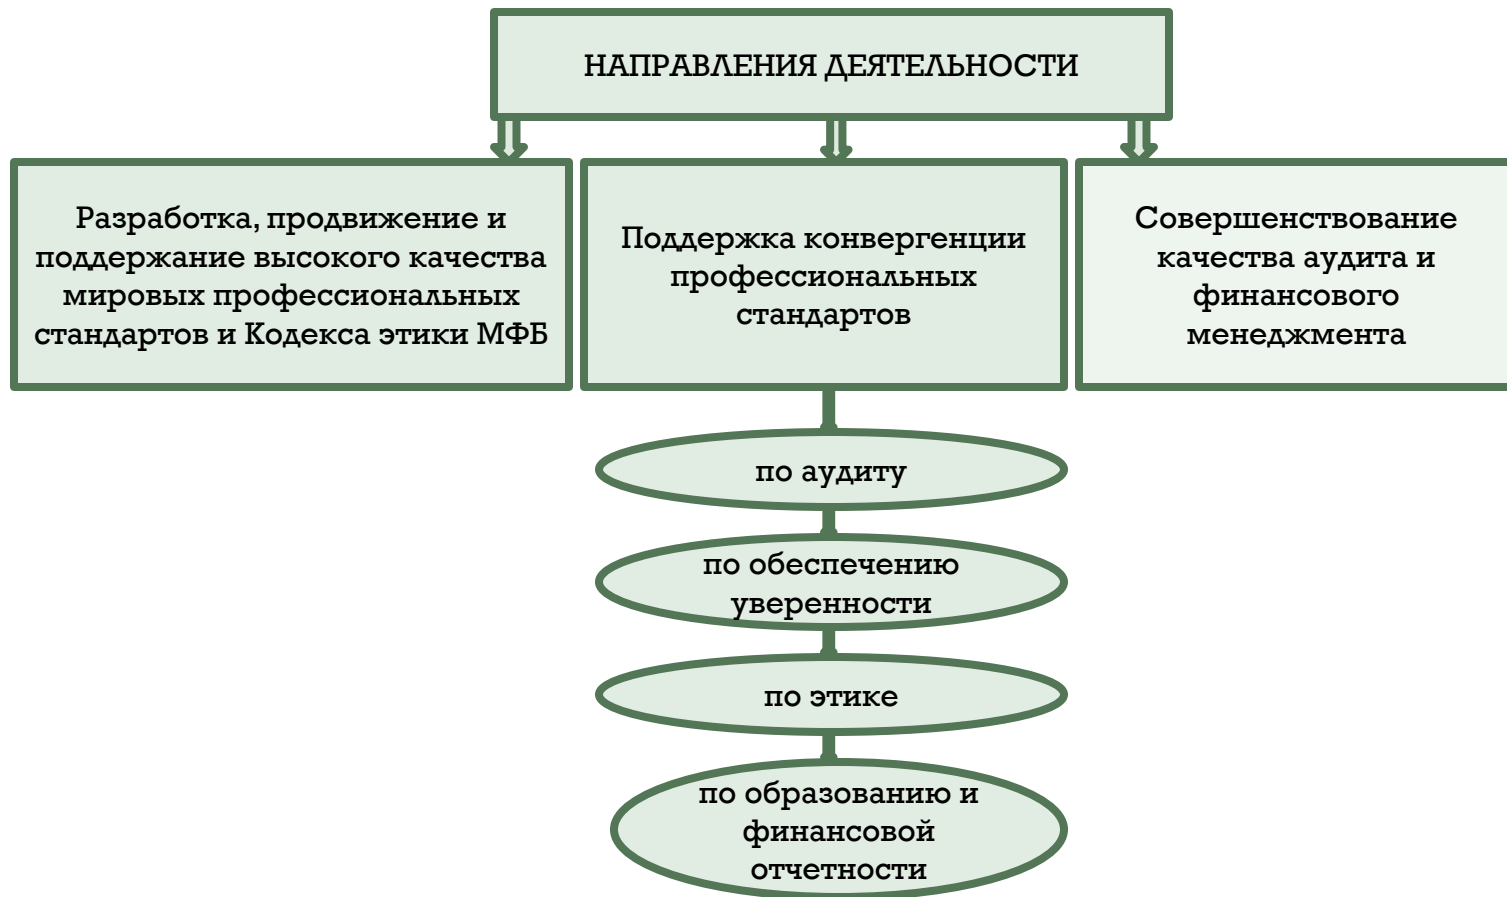 НАПРАВЛЕНИЯ ДЕЯТЕЛЬНОСТИ
Разработка, продвижение и
поддержание высокого качества
мировых профессиональных
стандартов и Кодекса этики МФБ
Поддержка конвергенции
профессиональных
стандартов
Совершенствование
качества аудита и
финансового
менеджмента
по аудиту
по обеспечению
уверенности
по этике
по образованию и
финансовой
отчетности